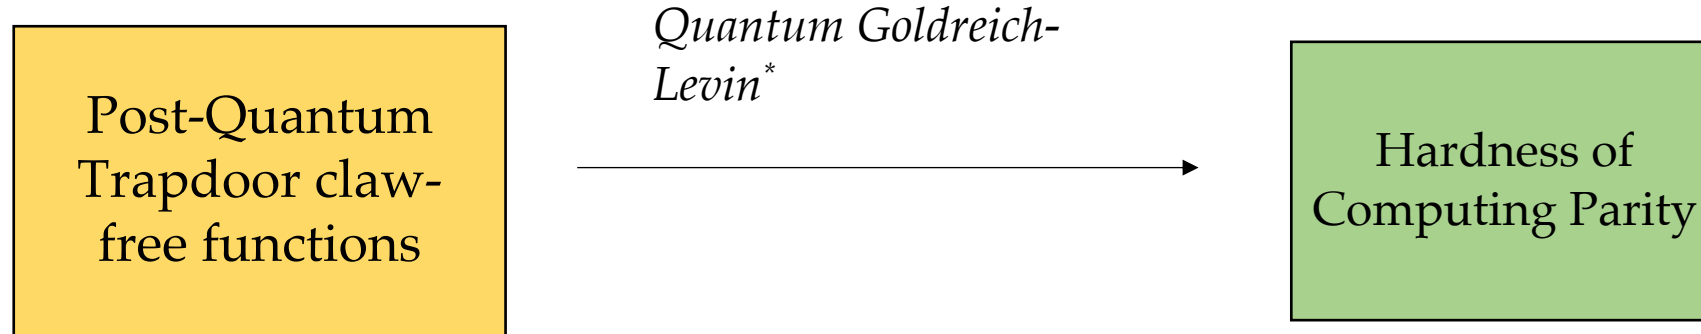 Post-Quantum
Trapdoor claw-
free functions
Quantum Goldreich-
Levin*
Hardness of
Computing Parity